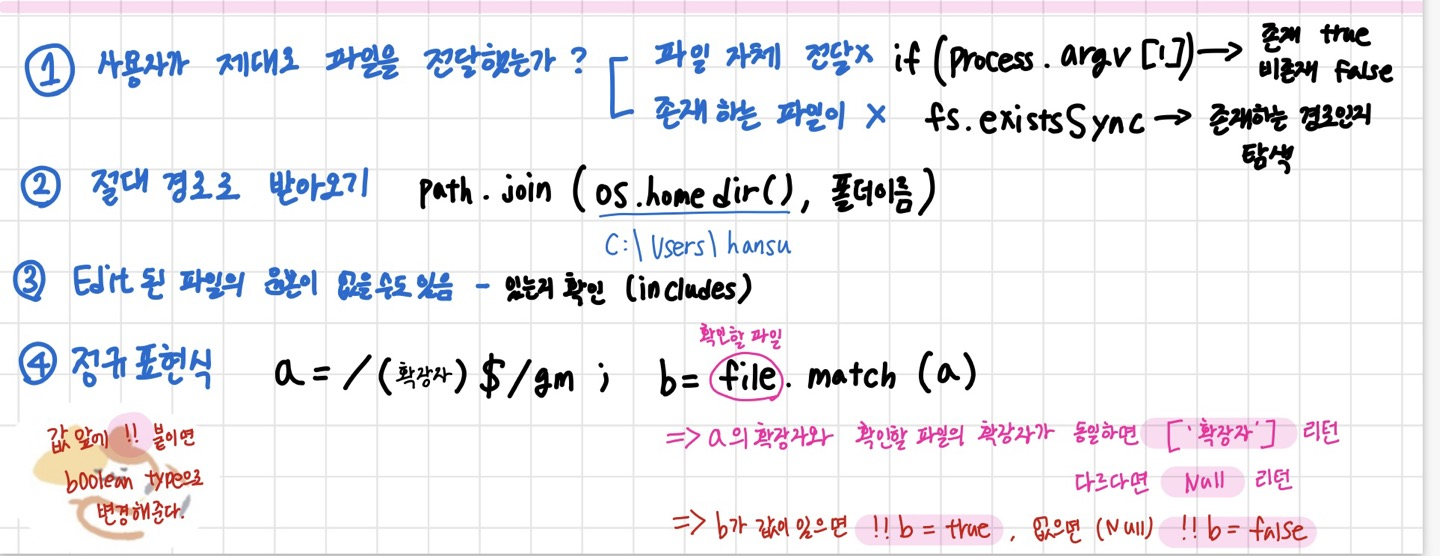 ① 사용자가 제대로 파일을 전달했는가? 파일 자체 전달X if (process.argv[1]) → 존재 true
비존재 false
존재하는 파일이 X fs.existsSync → 존재하는 경로인지
탐색
② 절대 경로로 받아오기 path.join (os.homedir(), 폴더이름)
C:\Users\hansu
③ Edit된 파일의 원본이 없을수도 있음 - 있는지 확인 (includes)
확인할 파일
④ 정규표현식 a = /(확장자)$/gm ; b = file.match (a)
⇒ a의 확장자와 확인할 파일의 확장자가 동일하면 ['확장자'] 리턴
다르다면 Null 리턴
⇒ b가 값이 있으면 !!b = true, 없으면 (Null) !!b = false
값 앞에 !! 붙이면
boolean type으로
변경해준다.